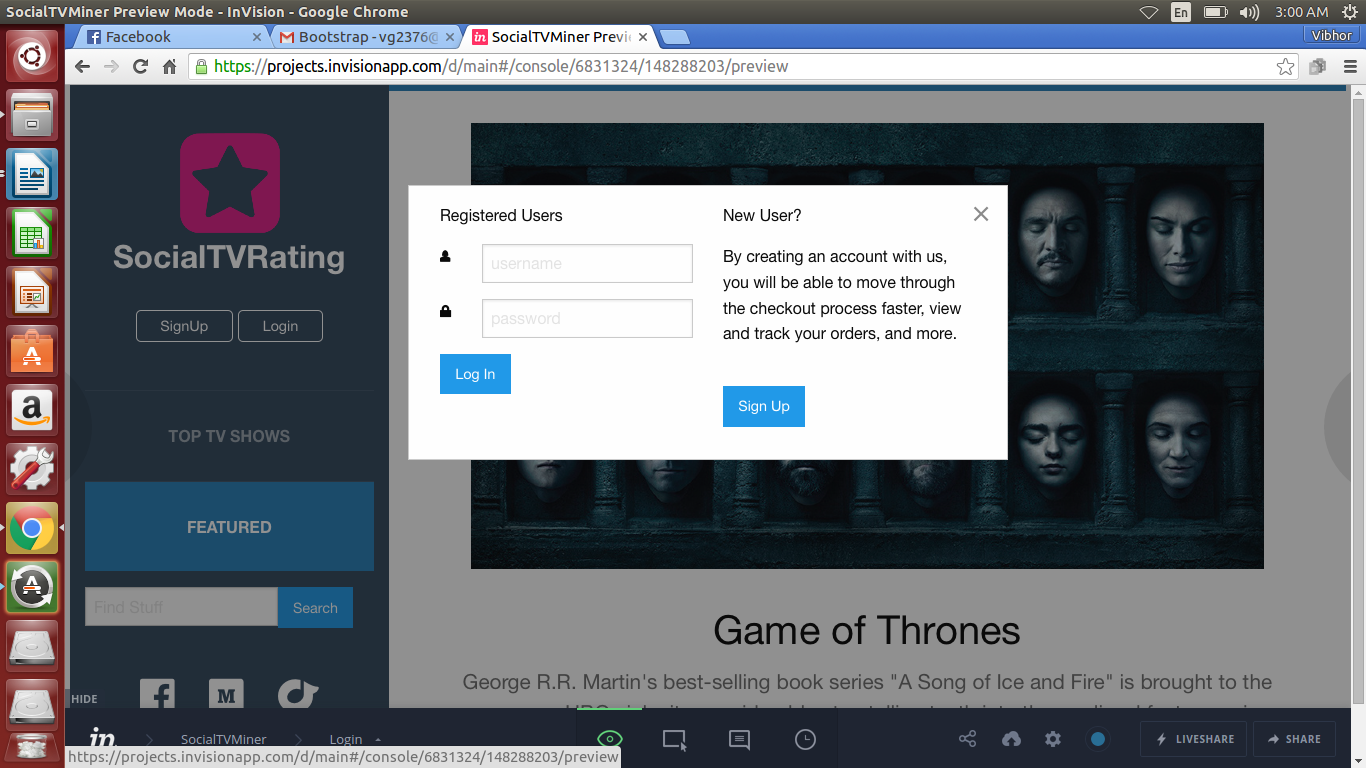 SocialTVMiner Preview Mode - InVision - Google Chrome
En
3:00 AM
Facebook
Bootstrap - vg2376@
SocialTVMiner Previ
Vibhor
https://projects.invisionapp.com/d/main#/console/6831324/148288203/preview
SocialTVRating
SignUp
Login
TOP TV SHOWS
FEATURED
Find Stuff
Search
Registered Users
username
password
Log In
New User?
By creating an account with us,
you will be able to move through
the checkout process faster, view
and track your orders, and more.
Sign Up
Game of Thrones
George R.R. Martin's best-selling book series "A Song of Ice and Fire" is brought to the
HIDE
M
in
SocialTVMiner
Login
LIVESHARE
SHARE
https://projects.invisionapp.com/d/main#/console/6831324/148288203/preview